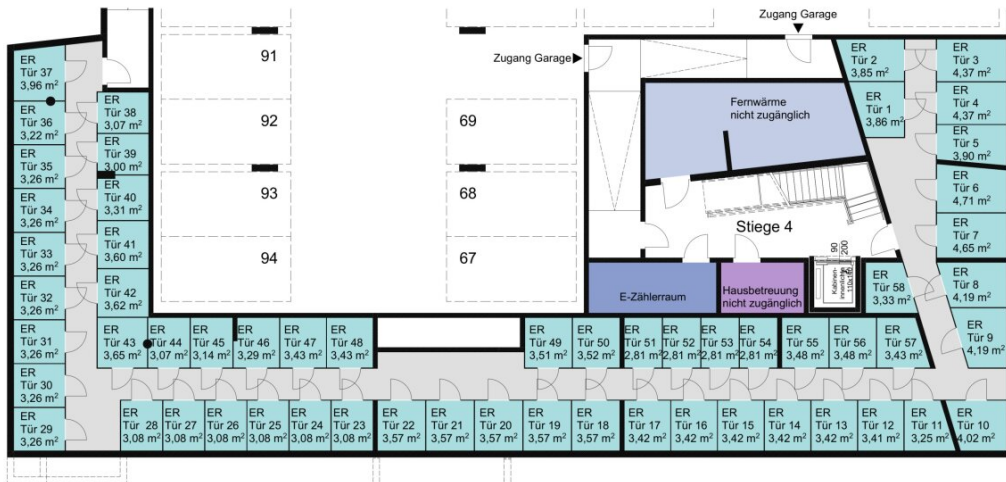 Zugang Garage
Zugang Garage
91
92
93
94
69
68
67
ER
Tür 37
3,96 m²
ER
Tür 36
3,22 m²
ER
Tür 35
3,26 m²
ER
Tür 34
3,26 m²
ER
Tür 33
3,26 m²
ER
Tür 32
3,26 m²
ER
Tür 31
3,26 m²
ER
Tür 30
3,26 m²
ER
Tür 29
3,26 m²
ER
Tür 38
3,07 m²
ER
Tür 39
3,00 m²
ER
Tür 40
3,31 m²
ER
Tür 41
3,60 m²
ER
Tür 42
3,62 m²
ER
Tür 43
3,65 m²
ER
Tür 44
3,07 m²
ER
Tür 45
3,14 m²
ER
Tür 46
3,29 m²
ER
Tür 47
3,43 m²
ER
Tür 48
3,43 m²
ER
Tür 49
3,51 m²
ER
Tür 50
3,52 m²
ER
Tür 51
2,81 m²
ER
Tür 52
2,81 m²
ER
Tür 53
2,81 m²
ER
Tür 54
2,81 m²
ER
Tür 55
3,48 m²
ER
Tür 56
3,48 m²
ER
Tür 57
3,43 m²
ER
Tür 58
3,33 m²
Fernwärme
nicht zugänglich
Stiege 4
E-Zählerraum
Hausbetreuung
nicht zugänglich
90
200
Kabinen-
innenlichte
110x160
ER
Tür 2
3,85 m²
ER
Tür 1
3,86 m²
ER
Tür 3
4,37 m²
ER
Tür 4
4,37 m²
ER
Tür 5
3,90 m²
ER
Tür 6
4,71 m²
ER
Tür 7
4,65 m²
ER
Tür 8
4,19 m²
ER
Tür 9
4,19 m²
ER
Tür 28
3,08 m²
ER
Tür 27
3,08 m²
ER
Tür 26
3,08 m²
ER
Tür 25
3,08 m²
ER
Tür 24
3,08 m²
ER
Tür 23
3,08 m²
ER
Tür 22
3,57 m²
ER
Tür 21
3,57 m²
ER
Tür 20
3,57 m²
ER
Tür 19
3,57 m²
ER
Tür 18
3,57 m²
ER
Tür 17
3,42 m²
ER
Tür 16
3,42 m²
ER
Tür 15
3,42 m²
ER
Tür 14
3,42 m²
ER
Tür 13
3,42 m²
ER
Tür 12
3,41 m²
ER
Tür 11
3,25 m²
ER
Tür 10
4,02 m²